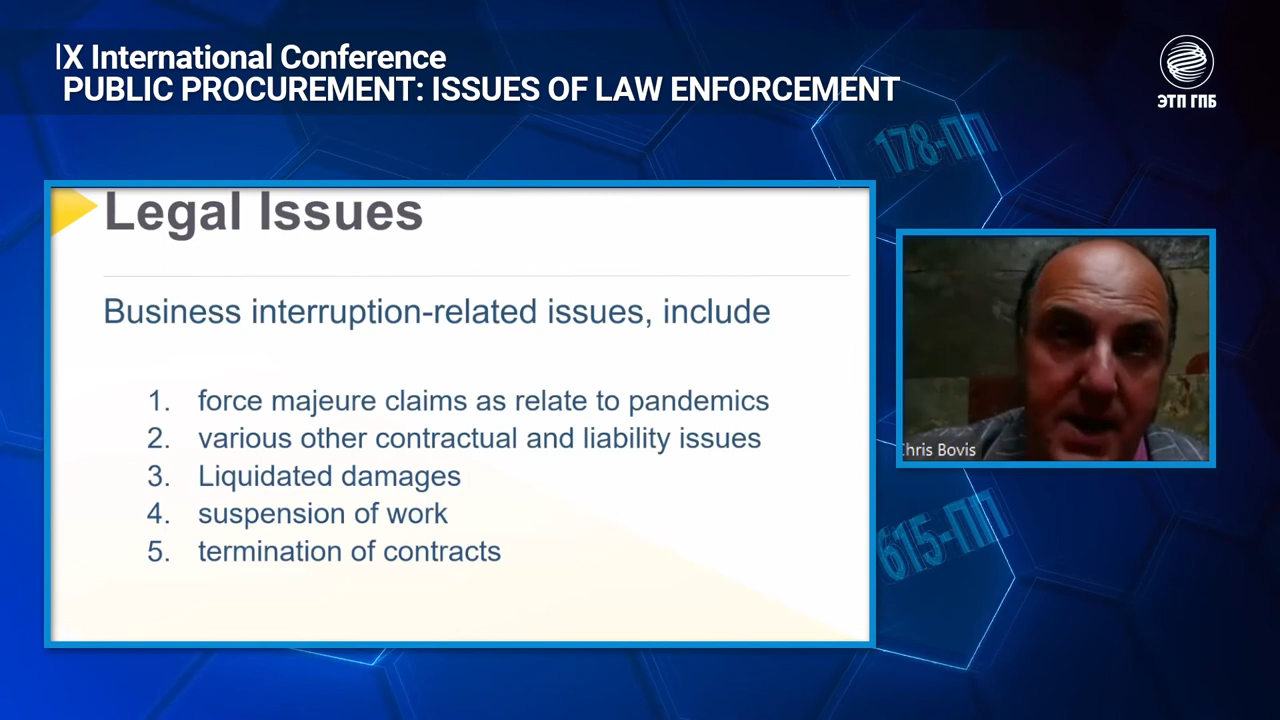 IX International Conference
PUBLIC PROCUREMENT: ISSUES OF LAW ENFORCEMENT
ЭТП ГПБ
178-ПП
Legal Issues
Business interruption-related issues, include
1. force majeure claims as relate to pandemics
2. various other contractual and liability issues
3. Liquidated damages
4. suspension of work
5. termination of contracts
Chris Bovis
615-ПП